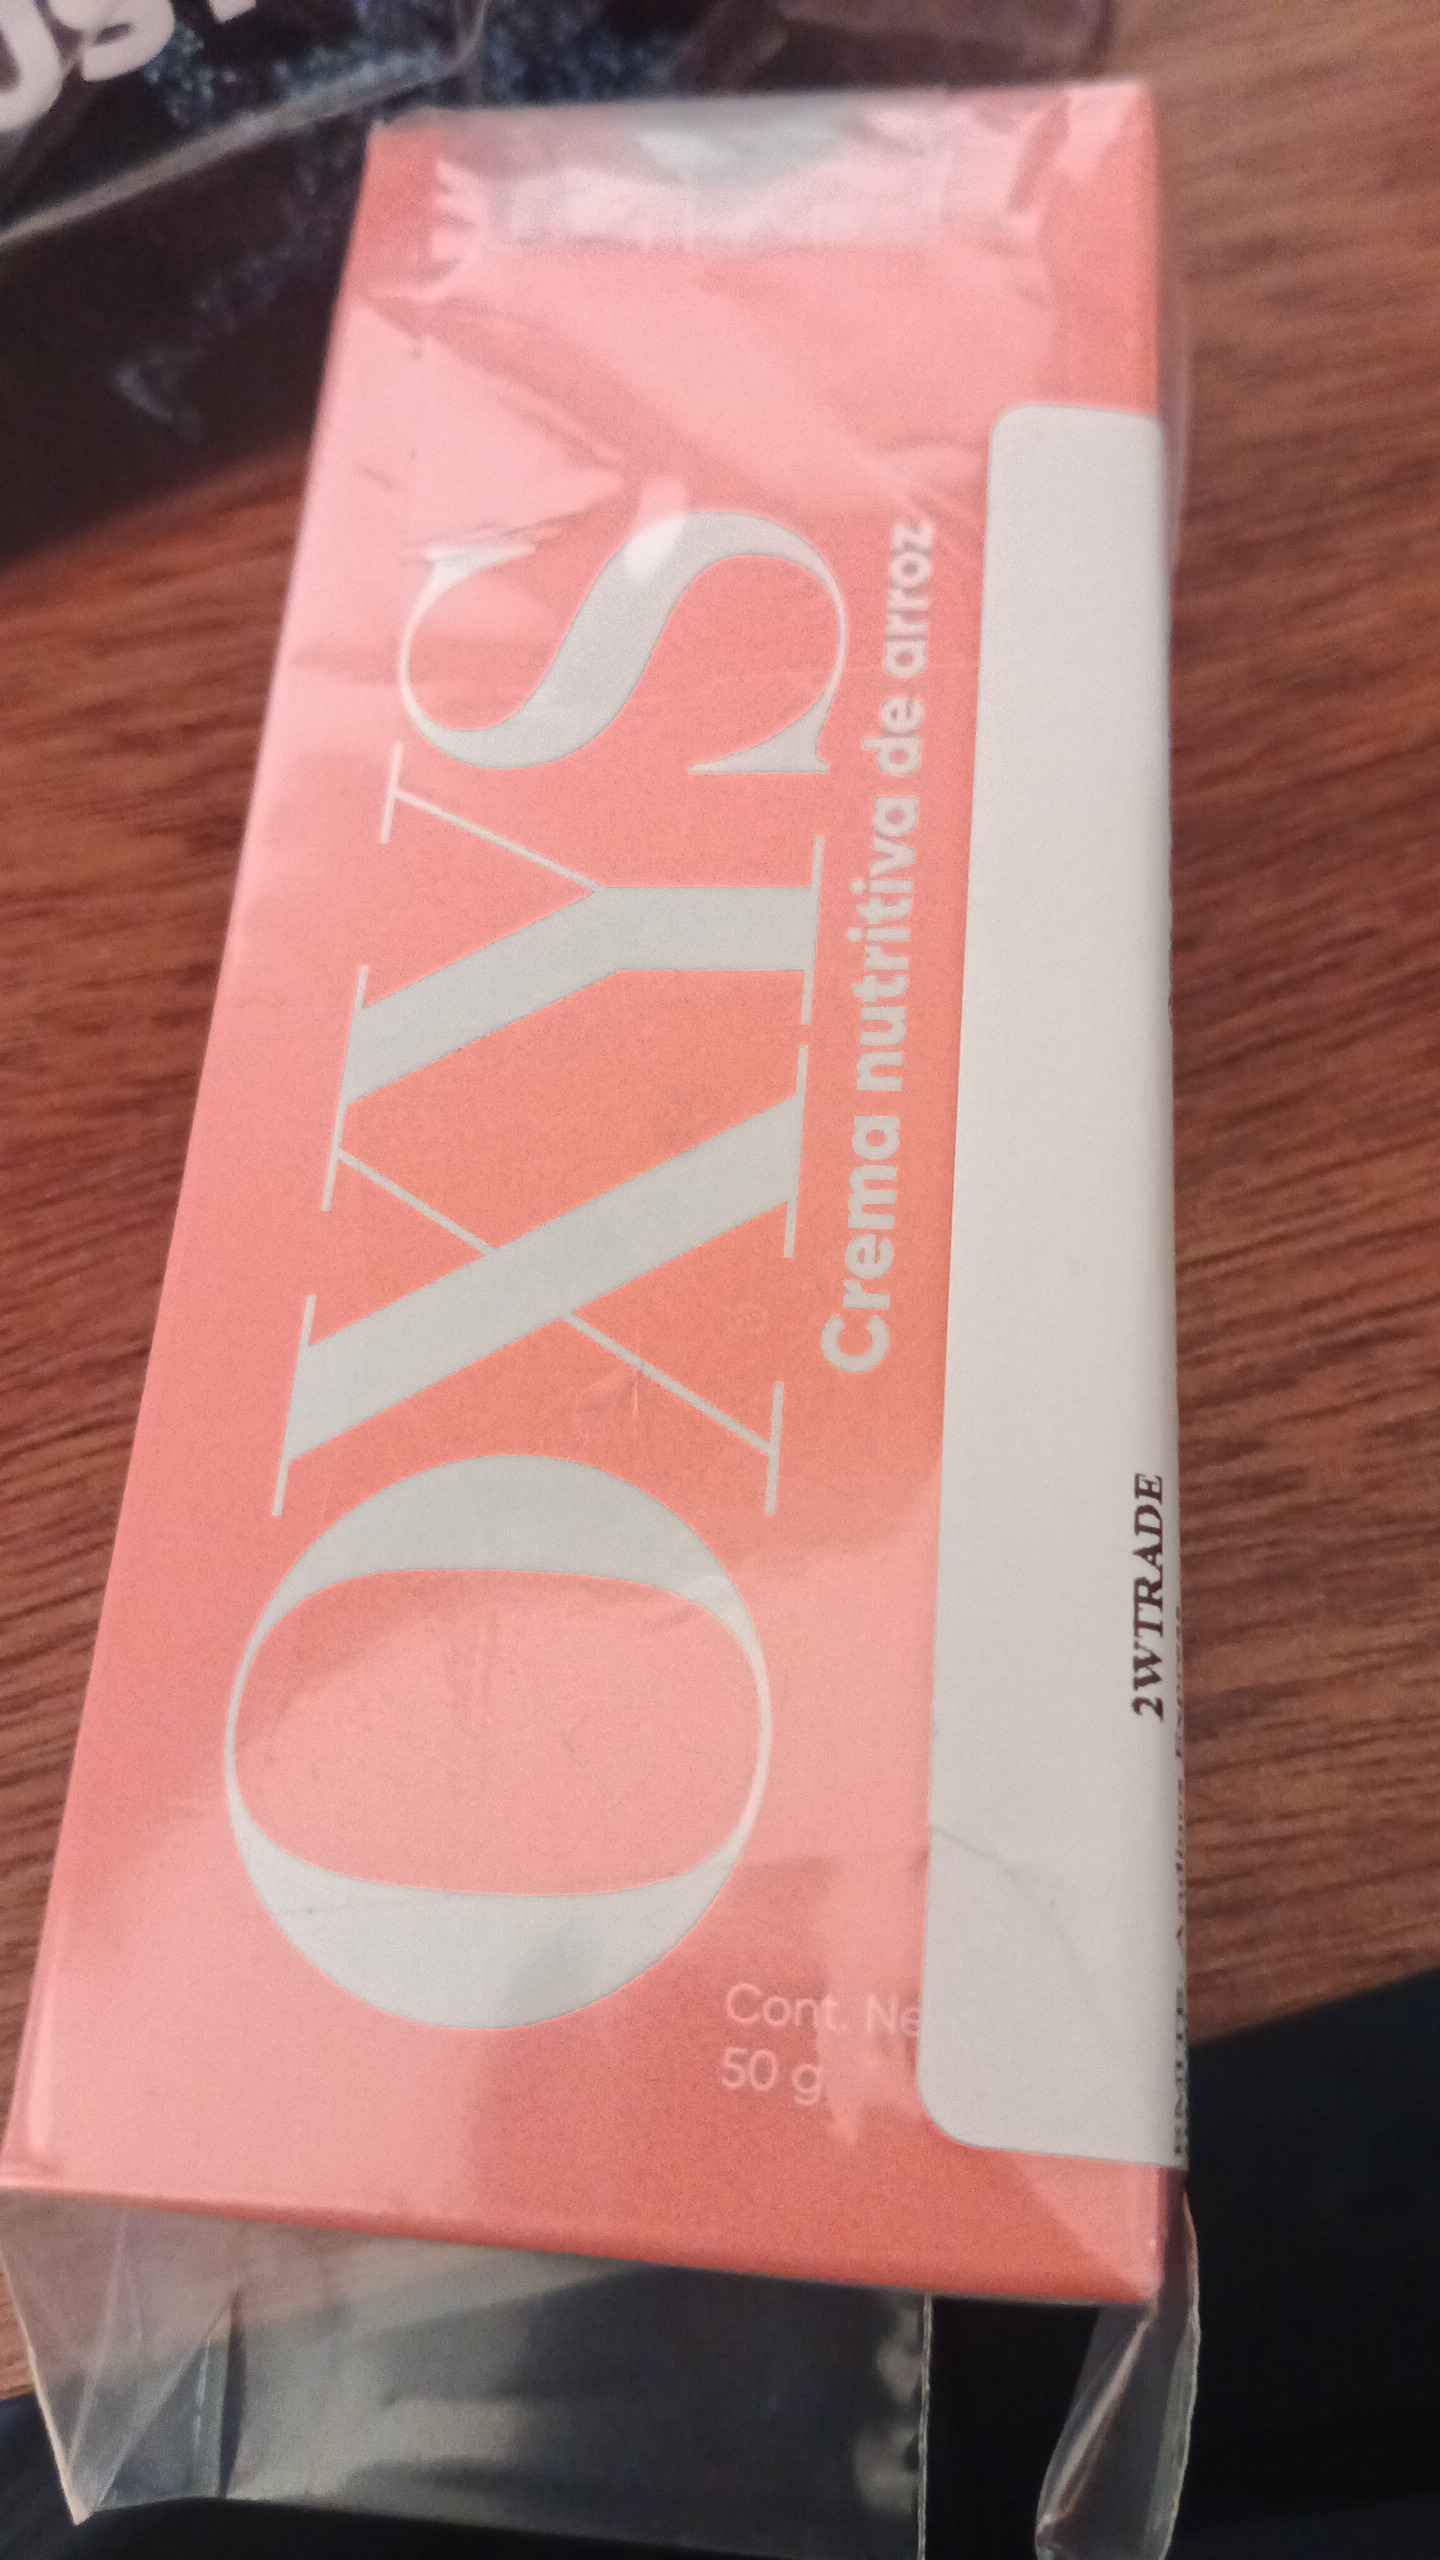 OXYS
Crema nutritiva de arroz
Cont. Ne
50 g
2WTRADE